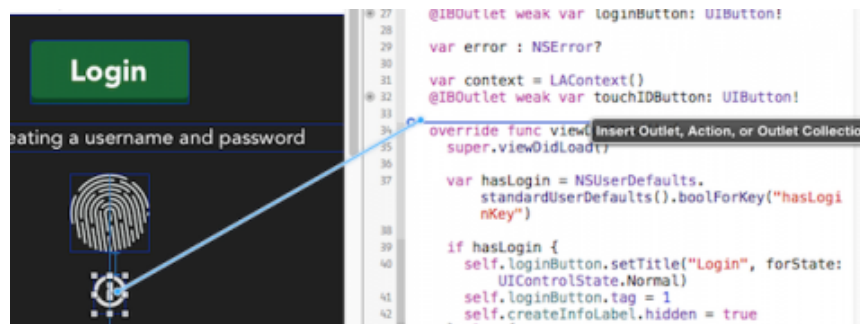 Login
eating a username and password
27 @IBOutlet weak var loginButton: UIButton!
28
29 var error : NSError?
30
31 var context = LAContext()
32 @IBOutlet weak var touchIDButton: UIButton!
33
34 override func viewD
Insert Outlet, Action, or Outlet Collectio
35 super.viewDidLoad()
36
37 var hasLogin = NSUserDefaults.
standardUserDefaults().boolForKey("hasLogi
nKey")
38
39 if hasLogin {
40 self.loginButton.setTitle("Login", forState:
UIControlState.Normal)
41 self.loginButton.tag = 1
42 self.createInfoLabel.hidden = true